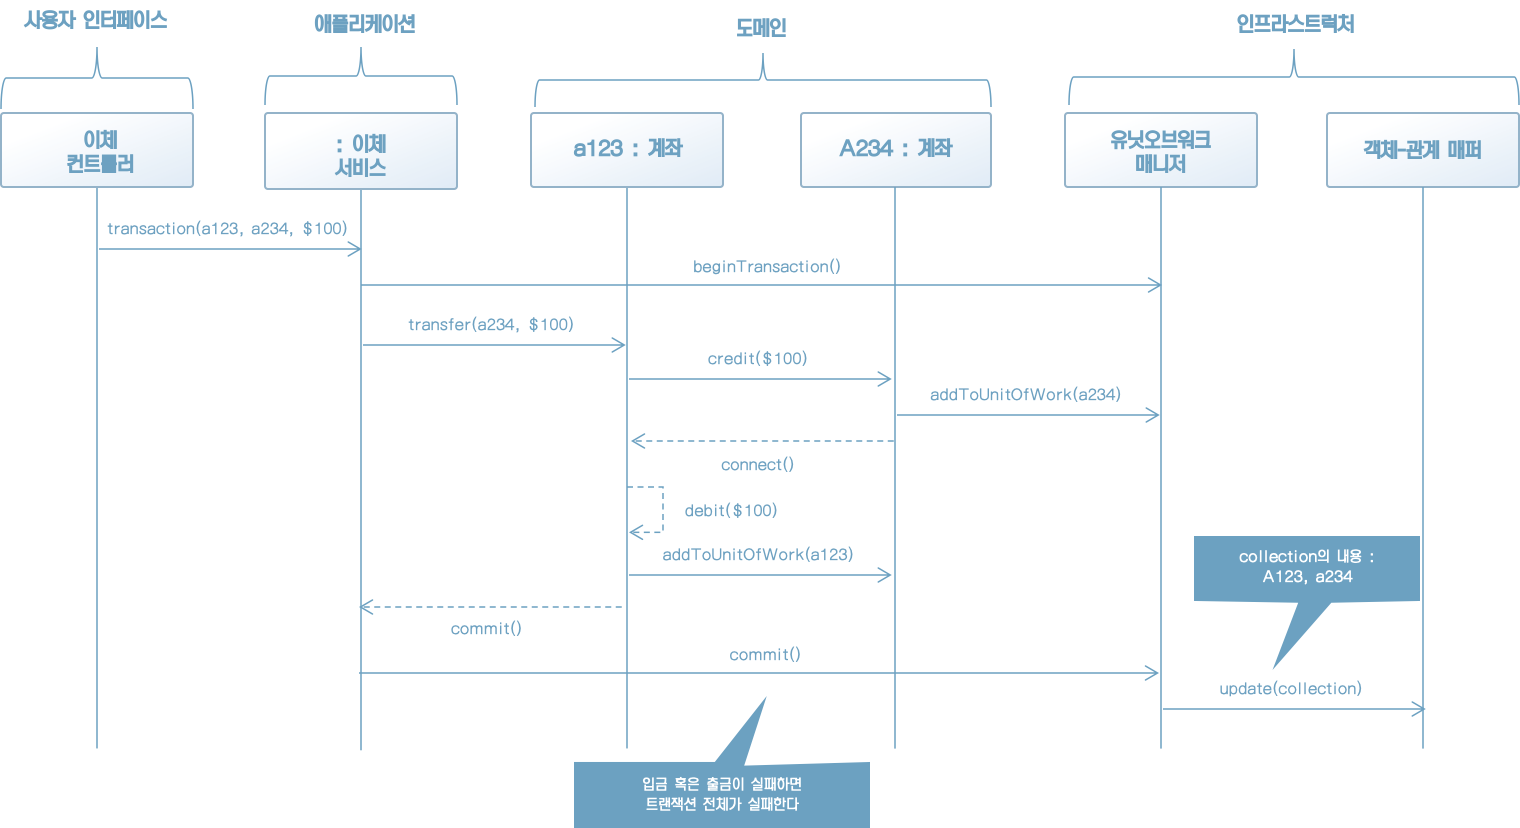 사용자 인터페이스
애플리케이션
도메인
인프라스트럭처
이체
컨트롤러
: 이체
서비스
a123 : 계좌
A234 : 계좌
유닛오브워크
매니저
객체-관계 매퍼
transaction(a123, a234, $100)
beginTransaction()
transfer(a234, $100)
credit($100)
addToUnitOfWork(a234)
connect()
debit($100)
addToUnitOfWork(a123)
collection의 내용 :
A123, a234
commit()
commit()
update(collection)
입금 혹은 출금이 실패하면
트랜잭션 전체가 실패한다